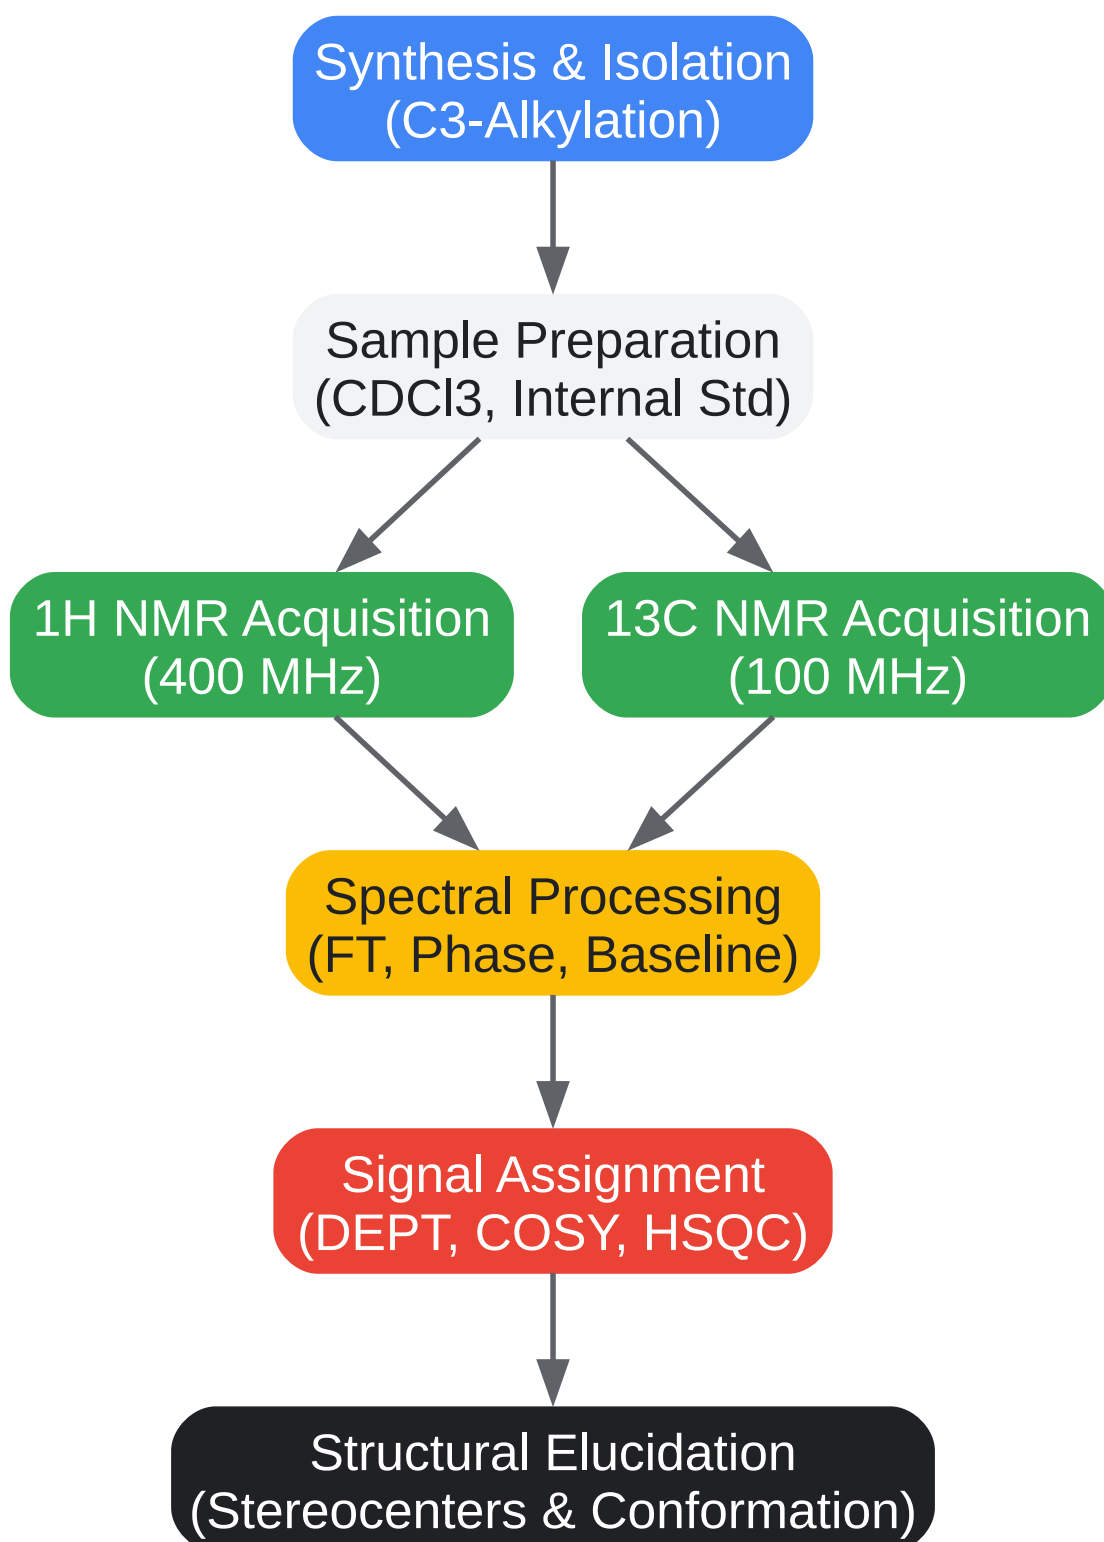 Synthesis & Isolation
(C3-Alkylation)
Sample Preparation
(CDCl3, Internal Std)
1H NMR Acquisition
(400 MHz)
13C NMR Acquisition
(100 MHz)
Spectral Processing
(FT, Phase, Baseline)
Signal Assignment
(DEPT, COSY, HSQC)
Structural Elucidation
(Stereocenters & Conformation)